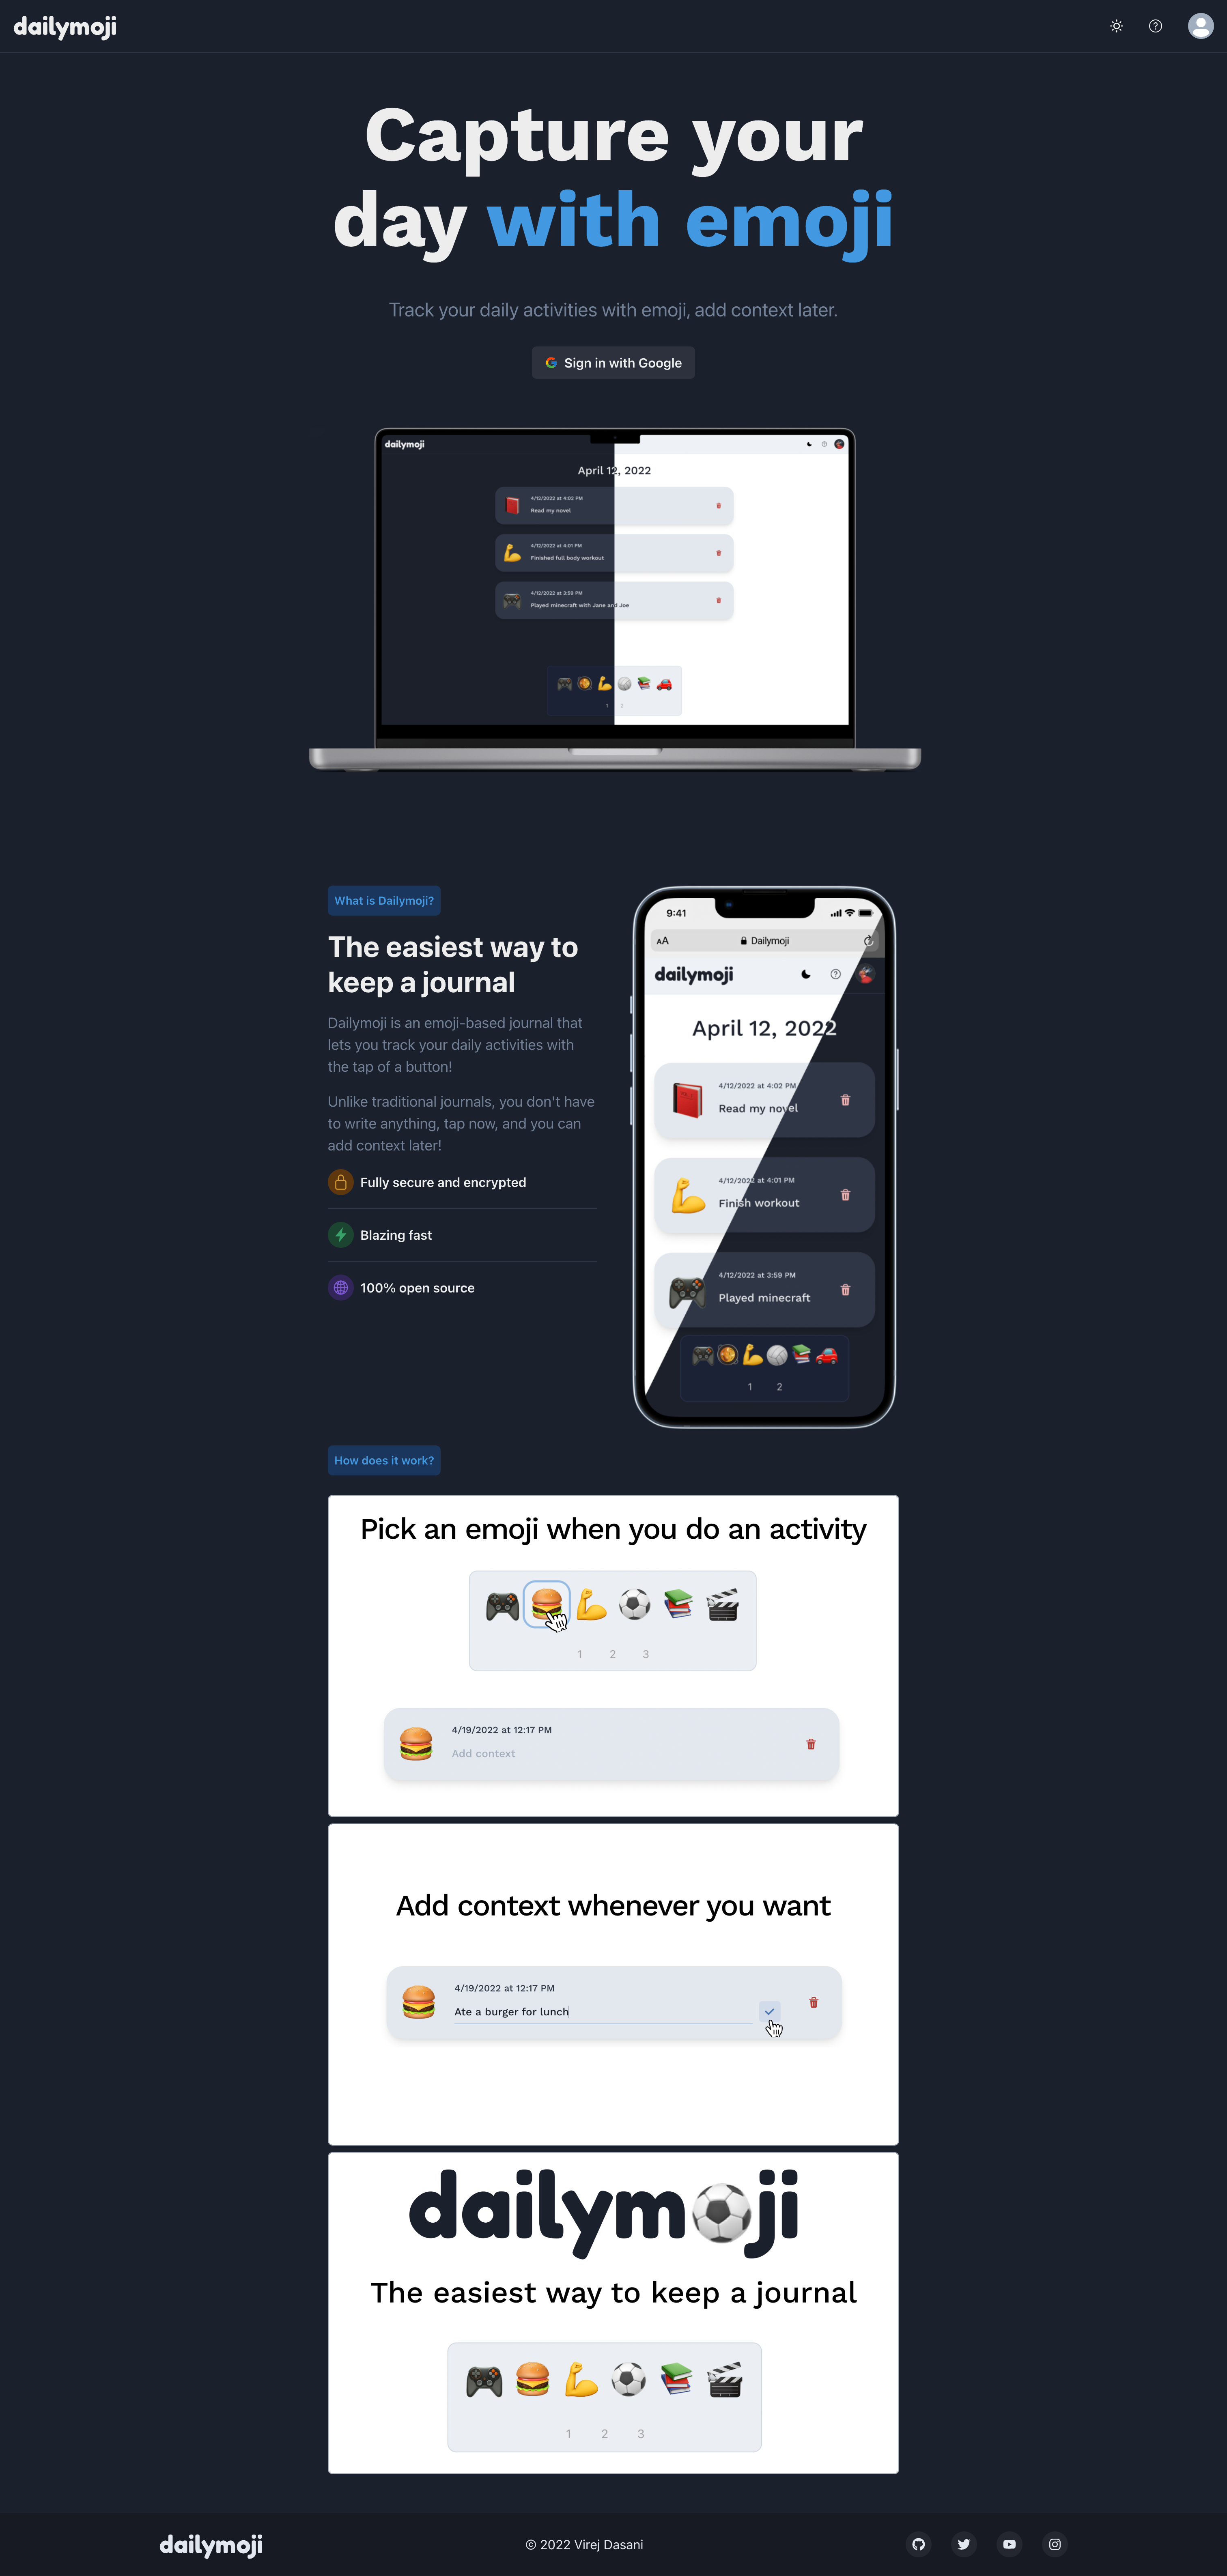 dailymoji
Capture your
day with emoji
Track your daily activities with emoji, add context later.
Sign in with Google
dailymoji
April 12, 2022
4/12/2022 at 4:02 PM
Read my novel
4/12/2022 at 4:01 PM
Finished full body workout
4/12/2022 at 3:59 PM
Played minecraft with Jane and Joe
1 2
What is Dailymoji?
The easiest way to
keep a journal
Dailymoji is an emoji-based journal that
lets you track your daily activities with
the tap of a button!
Unlike traditional journals, you don't have
to write anything, tap now, and you can
add context later!
Fully secure and encrypted
Blazing fast
100% open source
9:41
AA Dailymoji
dailymoji
April 12, 2022
4/12/2022 at 4:02 PM
Read my novel
4/12/2022 at 4:01 PM
Finish workout
4/12/2022 at 3:59 PM
Played minecraft
1 2
How does it work?
Pick an emoji when you do an activity
1 2 3
4/19/2022 at 12:17 PM
Add context
Add context whenever you want
4/19/2022 at 12:17 PM
Ate a burger for lunch
dailym⚽ji
The easiest way to keep a journal
1 2 3
dailymoji
© 2022 Virej Dasani